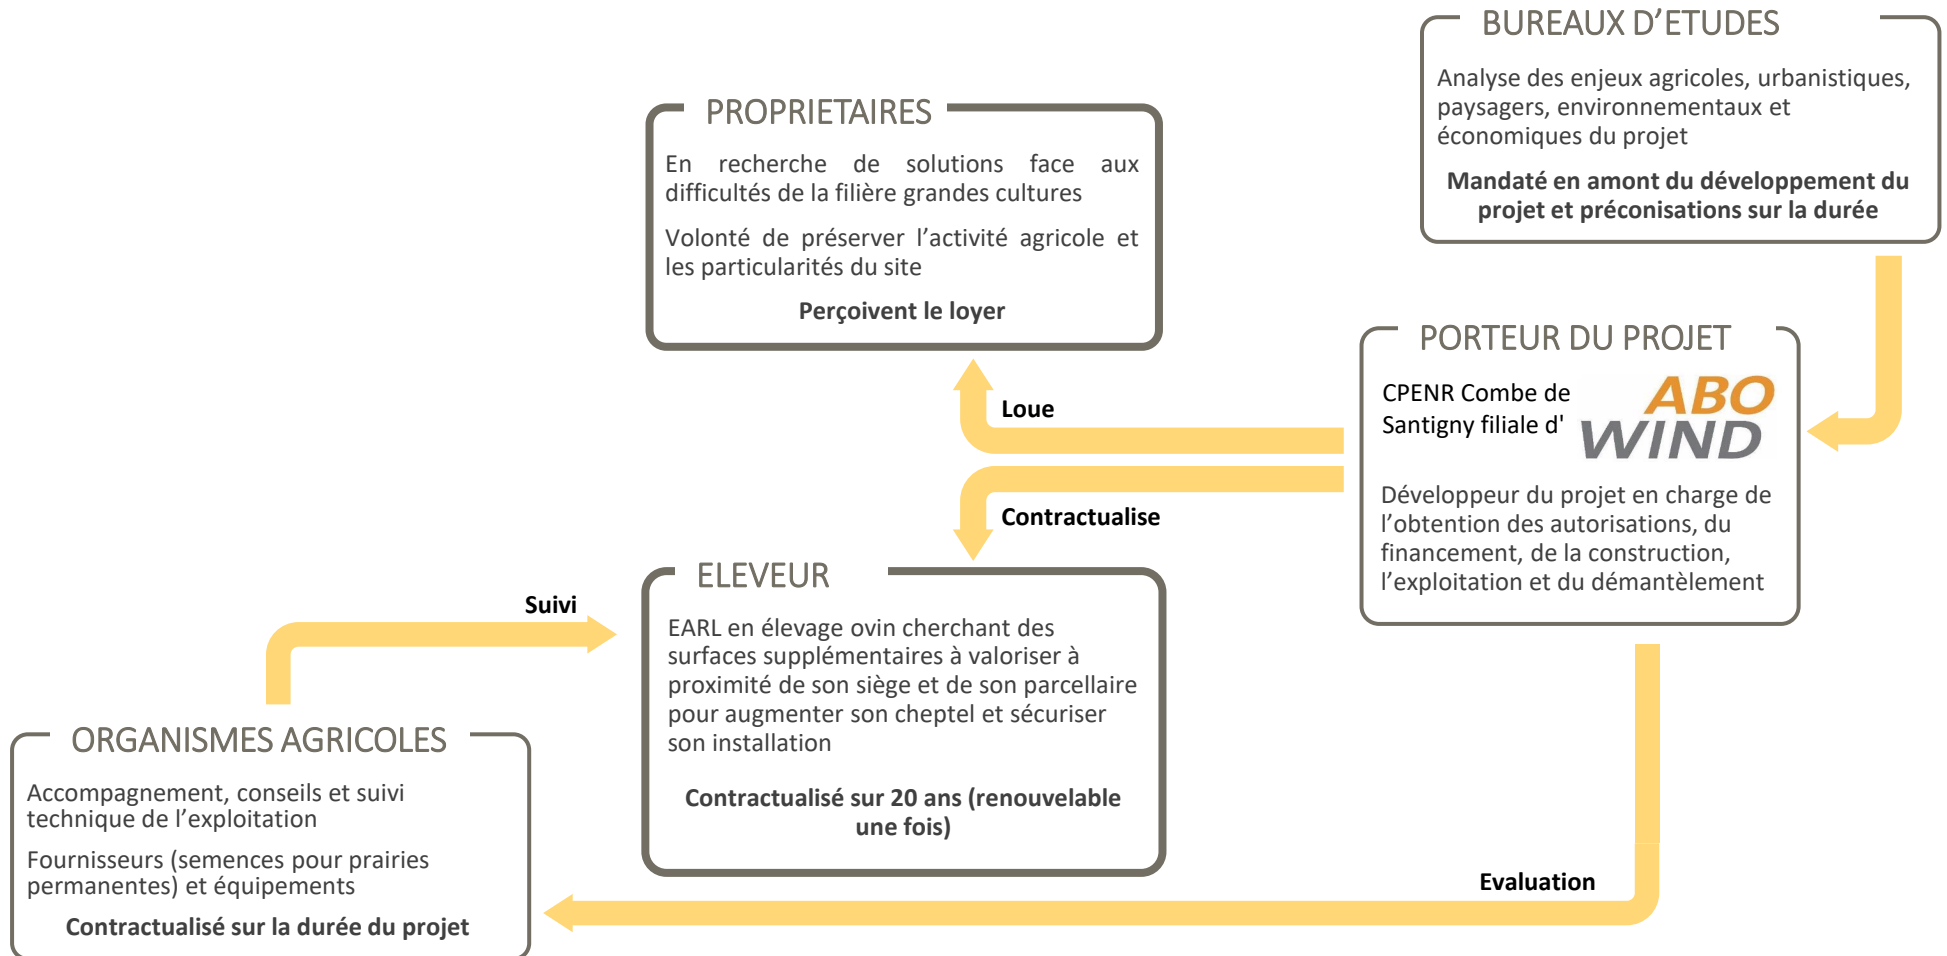 BUREAUX D'ETUDES
Analyse des enjeux agricoles, urbanistiques,
paysagers, environnementaux et
économiques du projet
Mandaté en amont du développement du
projet et préconisations sur la durée
PROPRIETAIRES
En recherche de solutions face aux
difficultés de la filière grandes cultures
Volonté de préserver l’activité agricole et
les particularités du site
Perçoivent le loyer
PORTEUR DU PROJET
CPENR Combe de
Santigny filiale d'
ABO
WIND
Développeur du projet en charge de
l’obtention des autorisations, du
financement, de la construction,
l’exploitation et du démantèlement
Loue
Contractualise
ELEVEUR
EARL en élevage ovin cherchant des
surfaces supplémentaires à valoriser à
proximité de son siège et de son parcellaire
pour augmenter son cheptel et sécuriser
son installation
Contractualisé sur 20 ans (renouvelable
une fois)
Suivi
ORGANISMES AGRICOLES
Accompagnement, conseils et suivi
technique de l’exploitation
Fournisseurs (semences pour prairies
permanentes) et équipements
Contractualisé sur la durée du projet
Evaluation